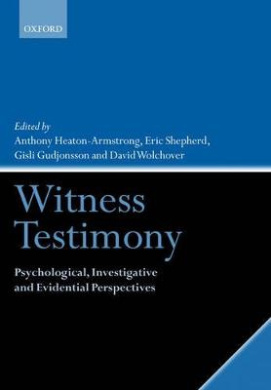 OXFORD
Edited by
Anthony Heaton-Armstrong, Eric Shepherd,
Gisli Gudjonsson and David Wolchover
Witness
Testimony
Psychological, Investigative
and Evidential Perspectives